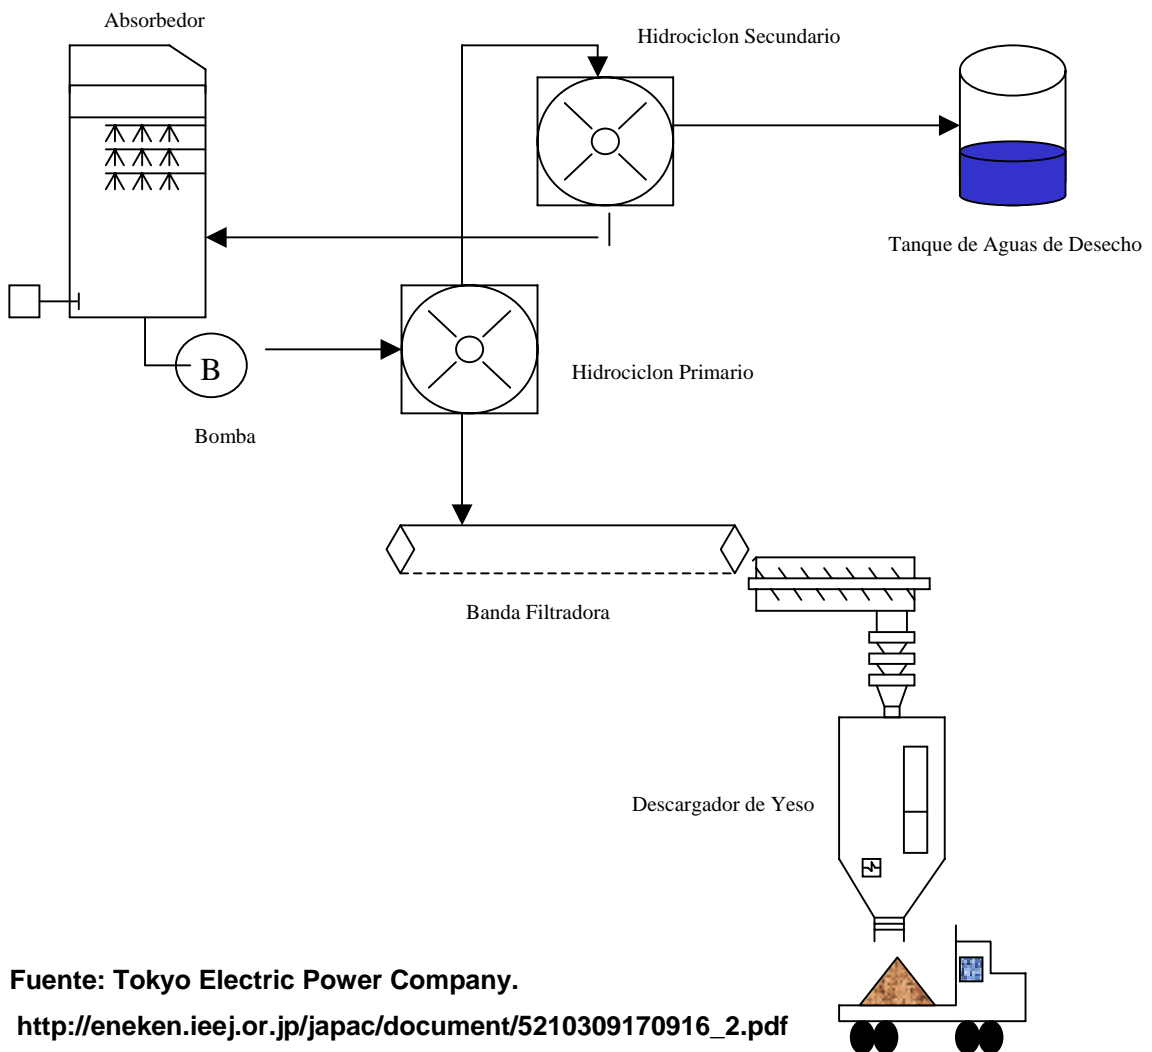 Absorbedor
Hidrociclon Secundario
Tanque de Aguas de Desecho
B
Hidrociclon Primario
Bomba
Banda Filtradora
Descargador de Yeso
Fuente: Tokyo Electric Power Company.
http://eneken.ieej.or.jp/japac/document/5210309170916_2.pdf